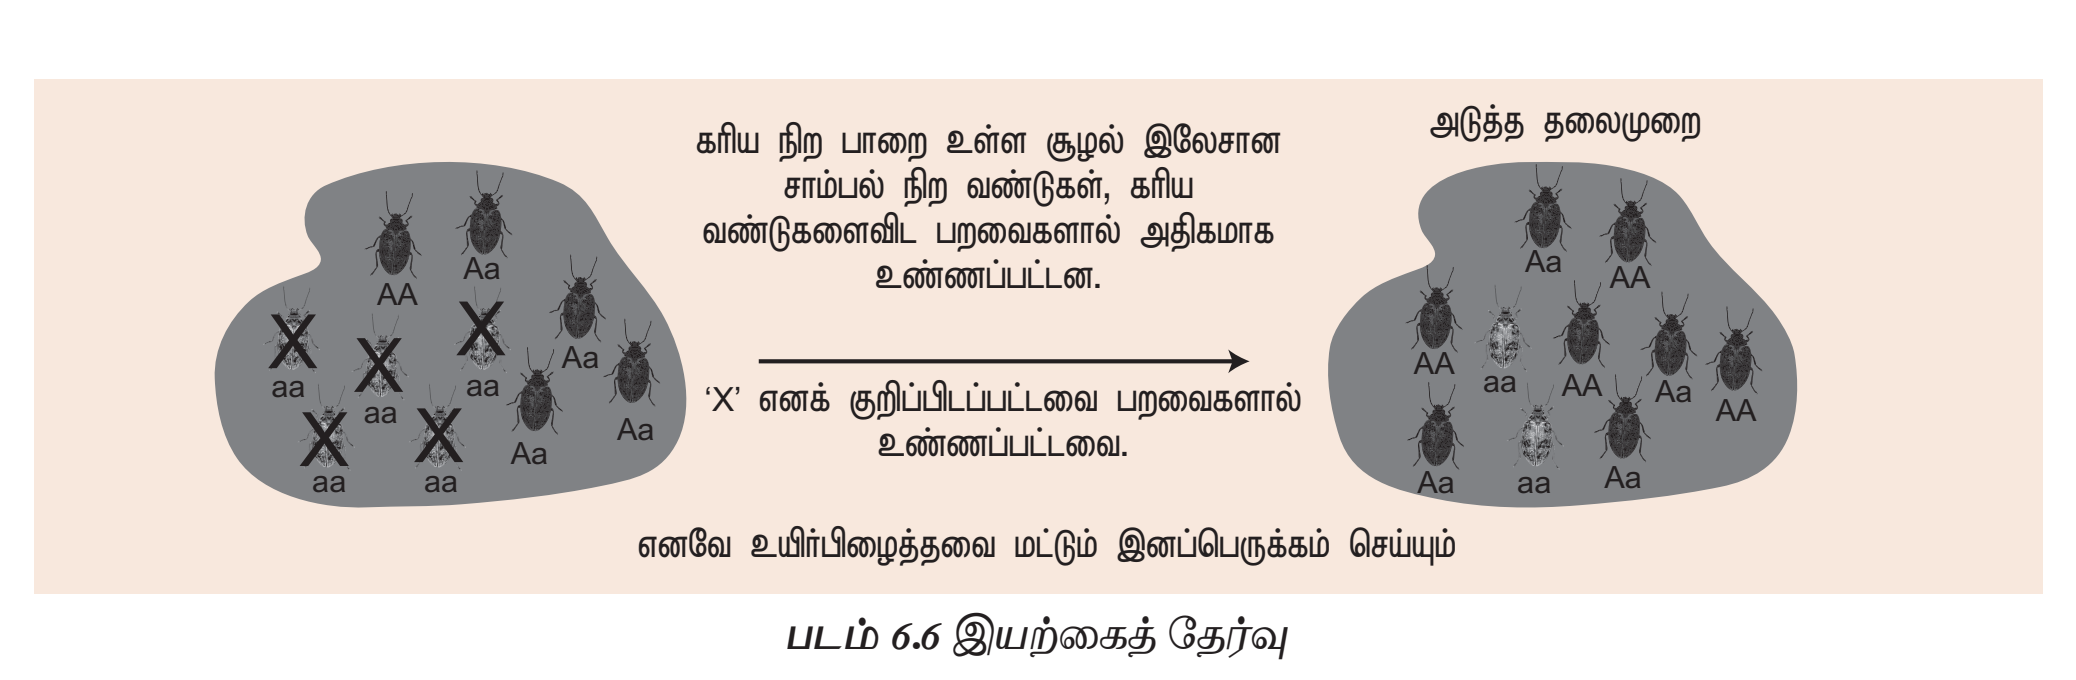 அடுத்த தலைமுறை
கரிய நிற பாறை உள்ள சூழல் இலேசான
சாம்பல் நிற வண்டுகள், கரிய
வண்டுகளைவிட பறவைகளால் அதிகமாக
உண்ணப்பட்டன.
Aa
AA
Aa
aa
aa
aa
Aa
Aa
aa
aa
‘X’ எனக் குறிப்பிடப்பட்டவை பறவைகளால்
உண்ணப்பட்டவை.
Aa
AA
AA
aa
AA
Aa
AA
Aa
aa
Aa
எனவே உயிர்பிழைத்தவை மட்டும் இனப்பெருக்கம் செய்யும்
படம் 6.6 இயற்கைத் தேர்வு